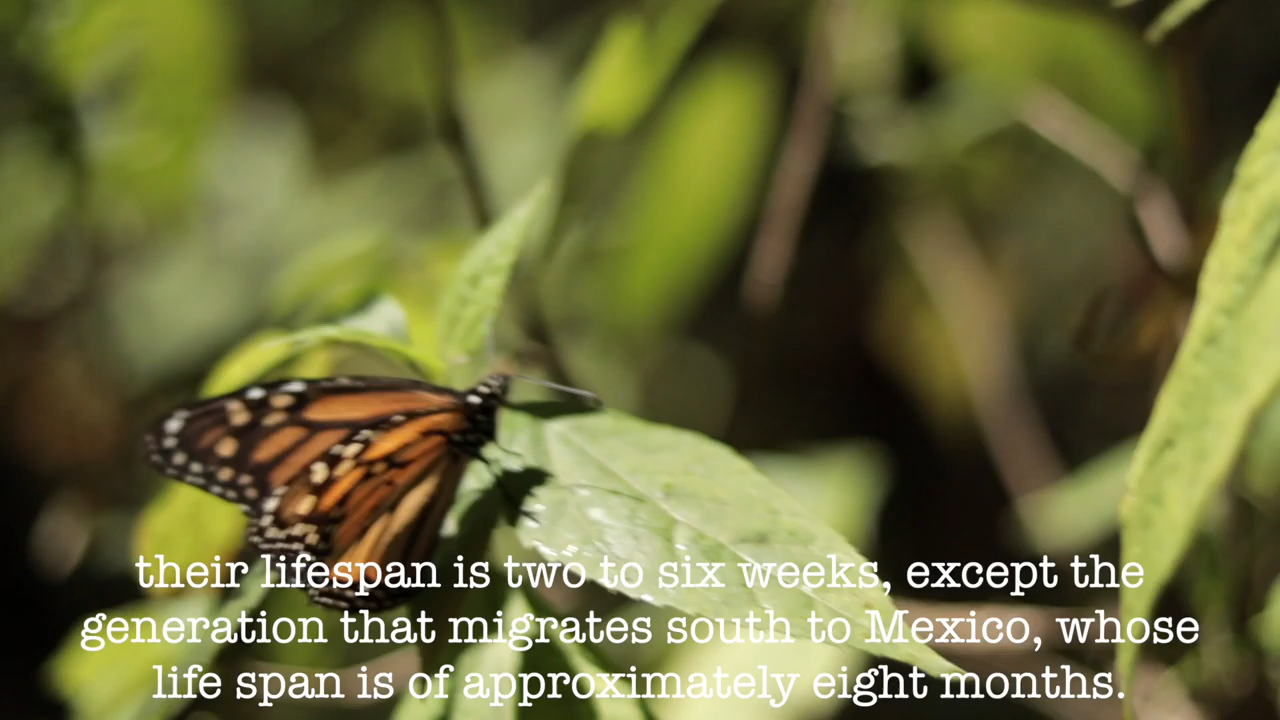 their lifespan is two to six weeks, except the
generation that migrates south to Mexico, whose
life span is of approximately eight months.